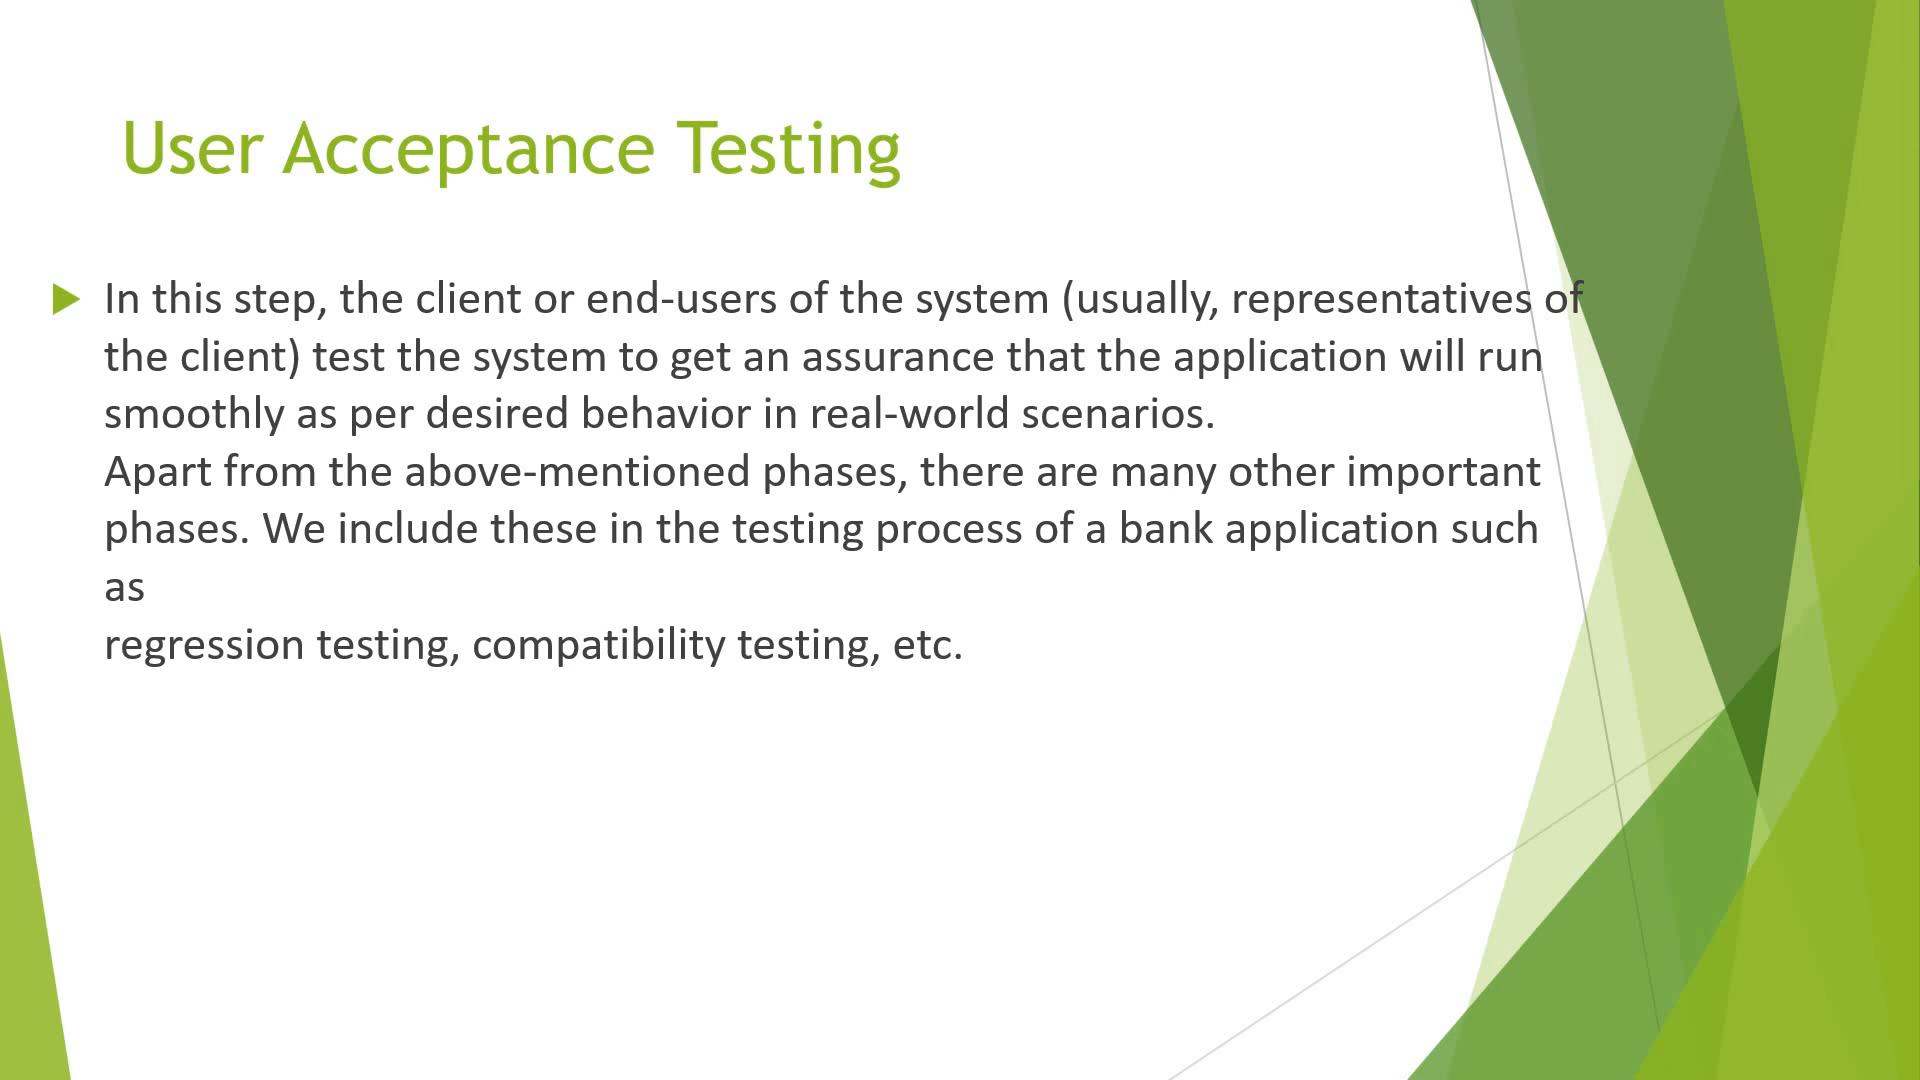 User Acceptance Testing
In this step, the client or end-users of the system (usually, representatives of
the client) test the system to get an assurance that the application will run
smoothly as per desired behavior in real-world scenarios.
Apart from the above-mentioned phases, there are many other important
phases. We include these in the testing process of a bank application such
as
regression testing, compatibility testing, etc.